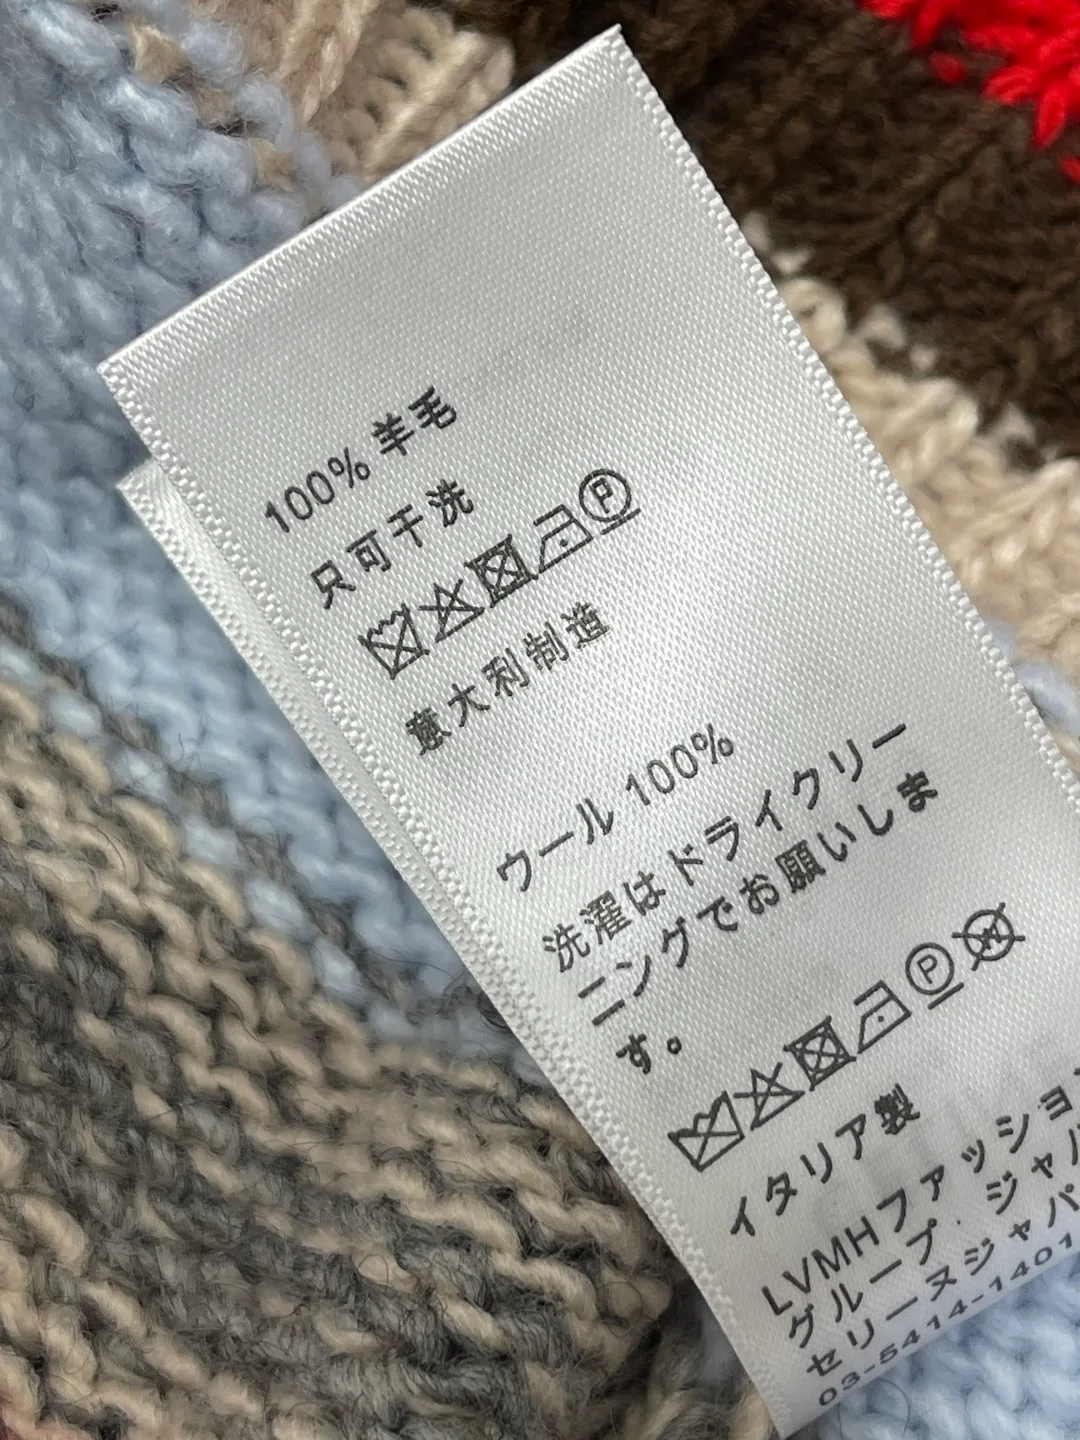 100% 羊毛
只可干洗
P
意大利制造
ウール 100%
洗濯はドライクリー
ニングでお願いしま
す。
P W
イタリア製
LVMHファッション
グループ・ジャパ
セリーヌジャパ
03-5414-1401